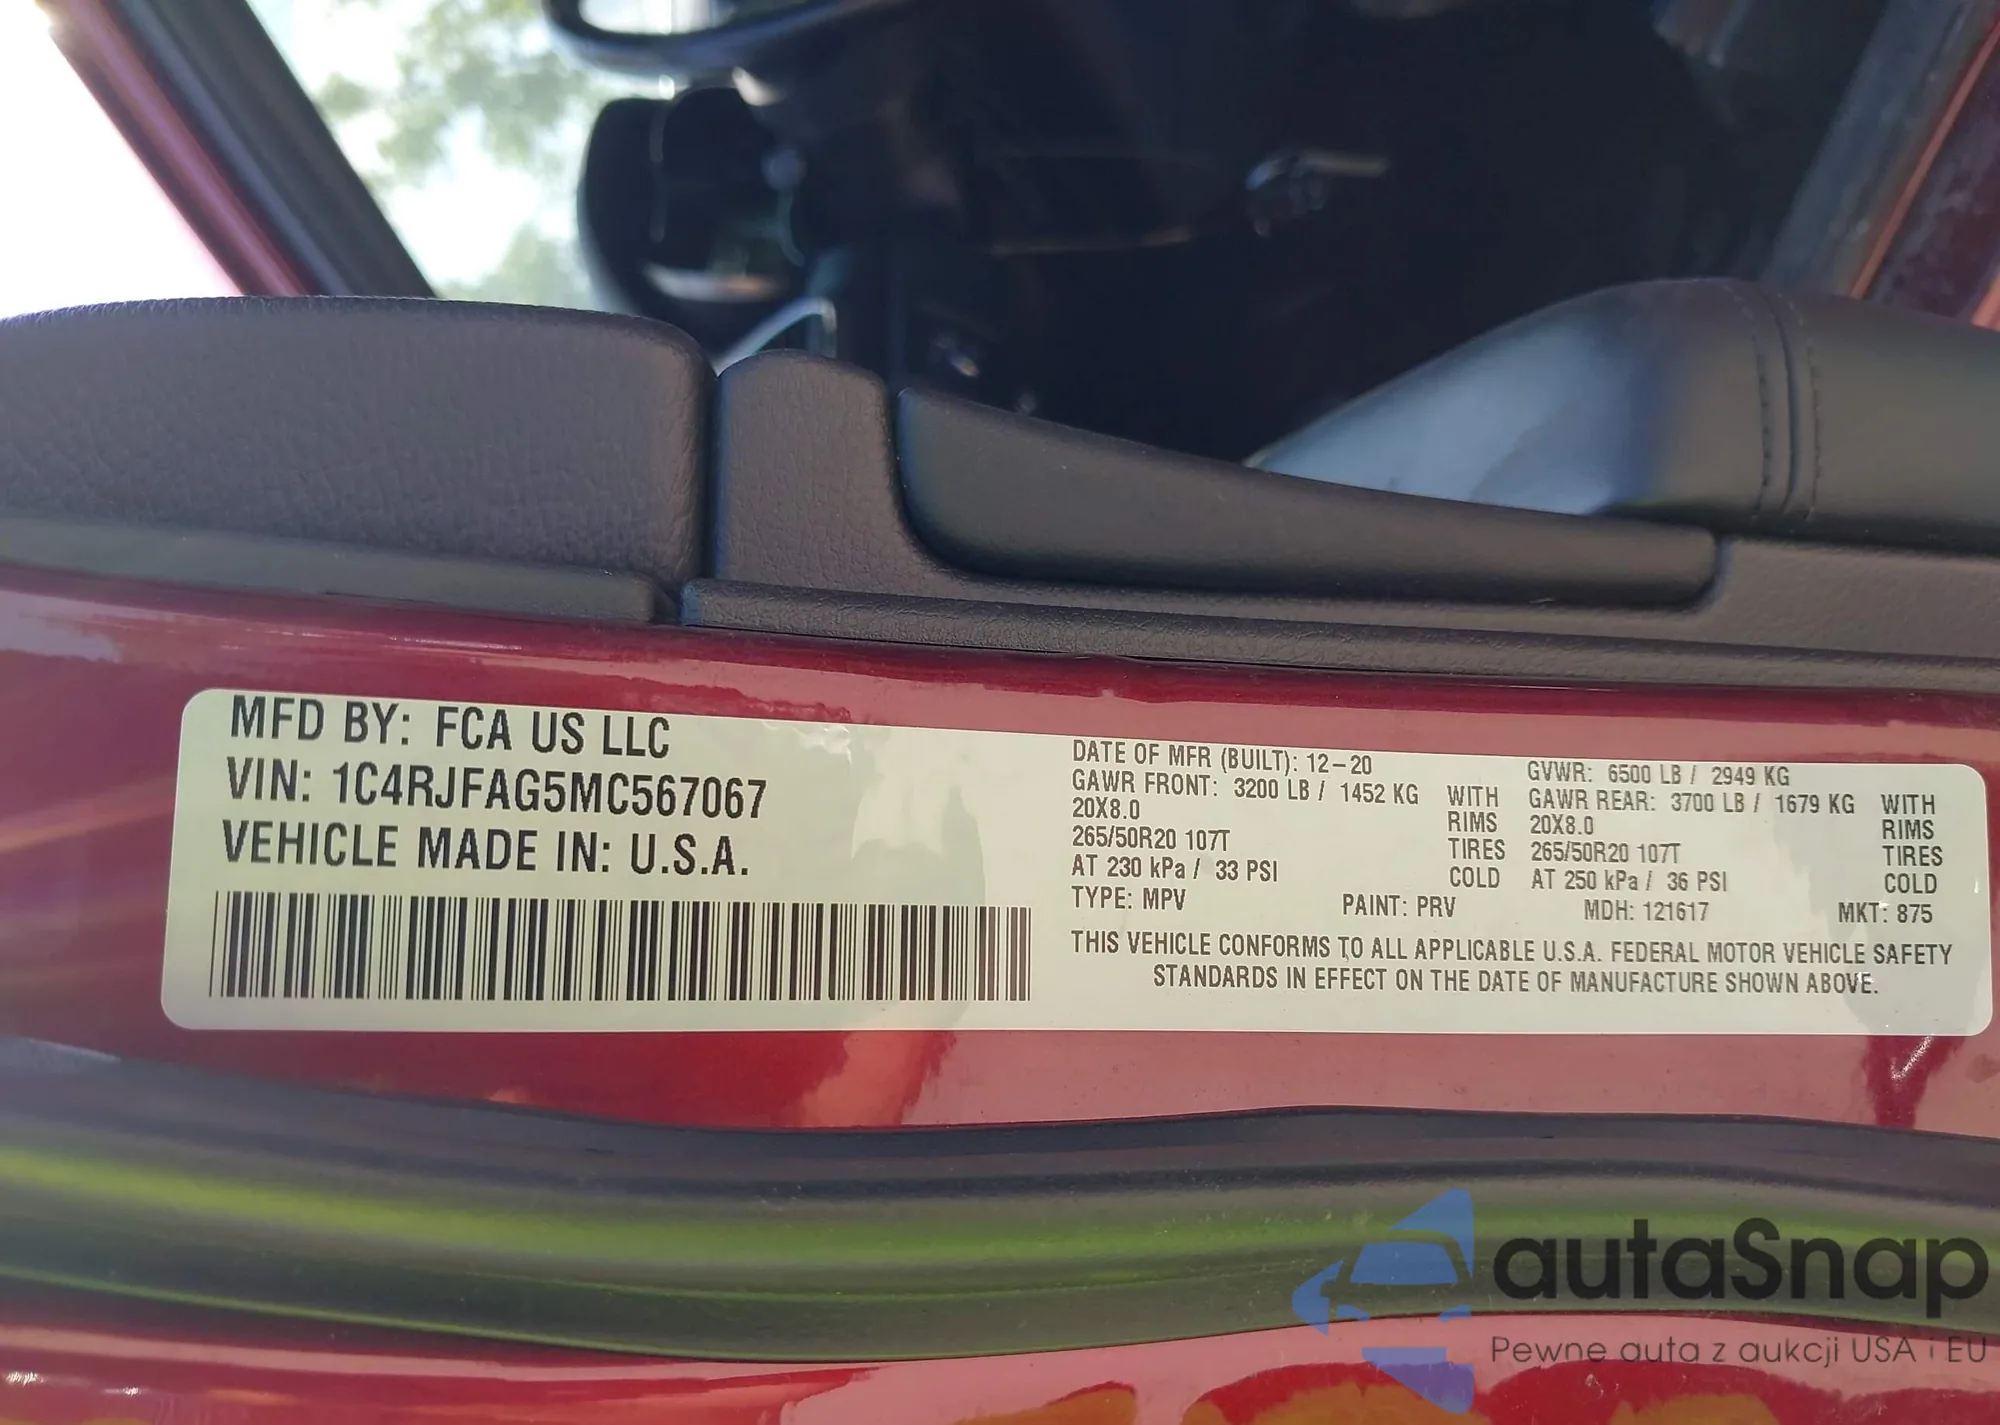 MFD BY: FCA US LLC
VIN: 1C4RJFAG5MC567067
VEHICLE MADE IN: U.S.A.
DATE OF MFR (BUILT): 12-20 GVWR: 6500 LB / 2949 KG
GAWR FRONT: 3200 LB / 1452 KG WITH GAWR REAR: 3700 LB / 1679 KG WITH
20X8.0 RIMS 20X8.0 RIMS
265/50R20 107T TIRES 265/50R20 107T TIRES
AT 230 kPa / 33 PSI COLD AT 250 kPa / 36 PSI COLD
TYPE: MPV PAINT: PRV MDH: 121617 MKT: 875
THIS VEHICLE CONFORMS TO ALL APPLICABLE U.S.A. FEDERAL MOTOR VEHICLE SAFETY
STANDARDS IN EFFECT ON THE DATE OF MANUFACTURE SHOWN ABOVE.
autaSnap
Pewne auta z aukcji USA i EU